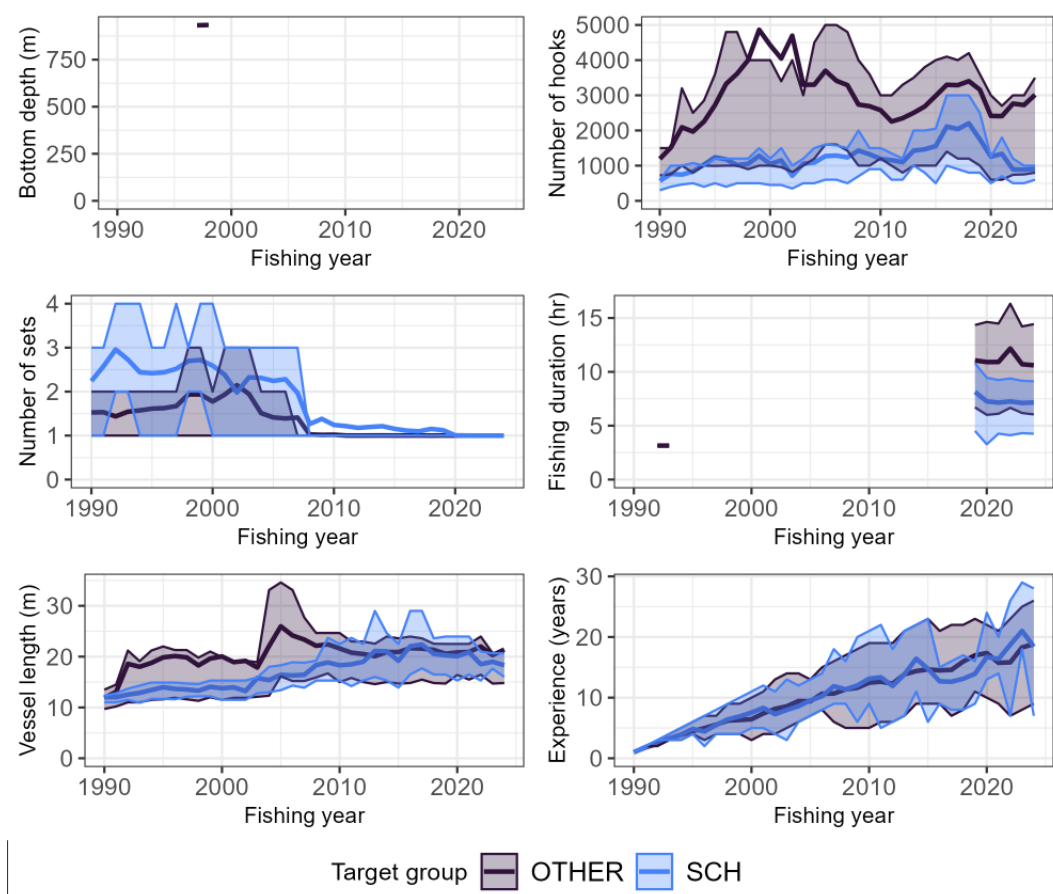 Bottom depth (m)
750
500
250
0
1990 2000 2010 2020
Fishing year
Number of hooks
5000
4000
3000
2000
1000
0
1990 2000 2010 2020
Fishing year
Number of sets
4
3
2
1
0
1990 2000 2010 2020
Fishing year
Fishing duration (hr)
15
10
5
0
1990 2000 2010 2020
Fishing year
Vessel length (m)
30
20
10
0
1990 2000 2010 2020
Fishing year
Experience (years)
30
20
10
0
1990 2000 2010 2020
Fishing year
Target group OTHER SCH